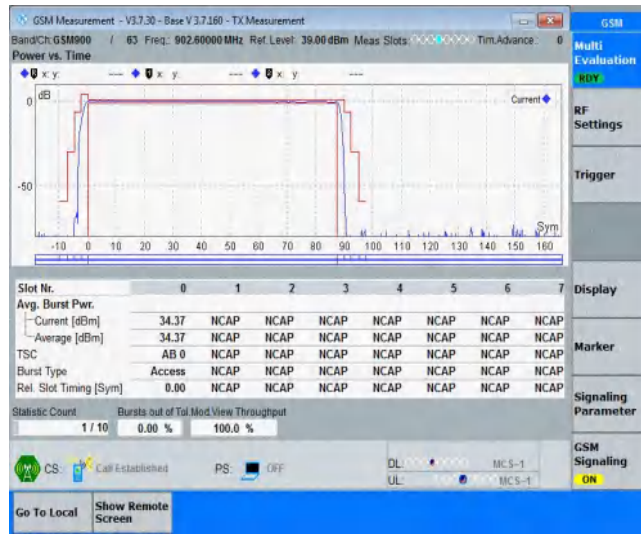 GSM Measurement - V3.7.30 - Base V 3.7.160 - TX Measurement
GSM
Band/Ch: GSM900 / 63 Freq.: 902.60000 MHz Ref. Level: 39.00 dBm Meas Slots: Tim.Advance: 0
Power vs. Time
Multi Evaluation
RDY
x: y: --- x: y: --- x: y: ---
dB
Current
0
-50
Sym
-10 0 10 20 30 40 50 60 70 80 90 100 110 120 130 140 150 160
RF Settings
Trigger
Slot Nr. 0 1 2 3 4 5 6 7
Avg. Burst Pwr.
Current [dBm] 34.37 NCAP NCAP NCAP NCAP NCAP NCAP NCAP
Average [dBm] 34.37 NCAP NCAP NCAP NCAP NCAP NCAP NCAP
TSC AB 0 NCAP NCAP NCAP NCAP NCAP NCAP NCAP
Burst Type Access NCAP NCAP NCAP NCAP NCAP NCAP NCAP
Rel. Slot Timing [Sym] 0.00 NCAP NCAP NCAP NCAP NCAP NCAP NCAP
Display
Marker
Statistic Count Bursts out of Tol. Mod.View Throughput
1 / 10 0.00 % 100.0 %
Signaling Parameter
CS: Call Established PS: OFF
DL: MCS-1
UL: MCS-1
GSM Signaling
ON
Go To Local
Show Remote Screen